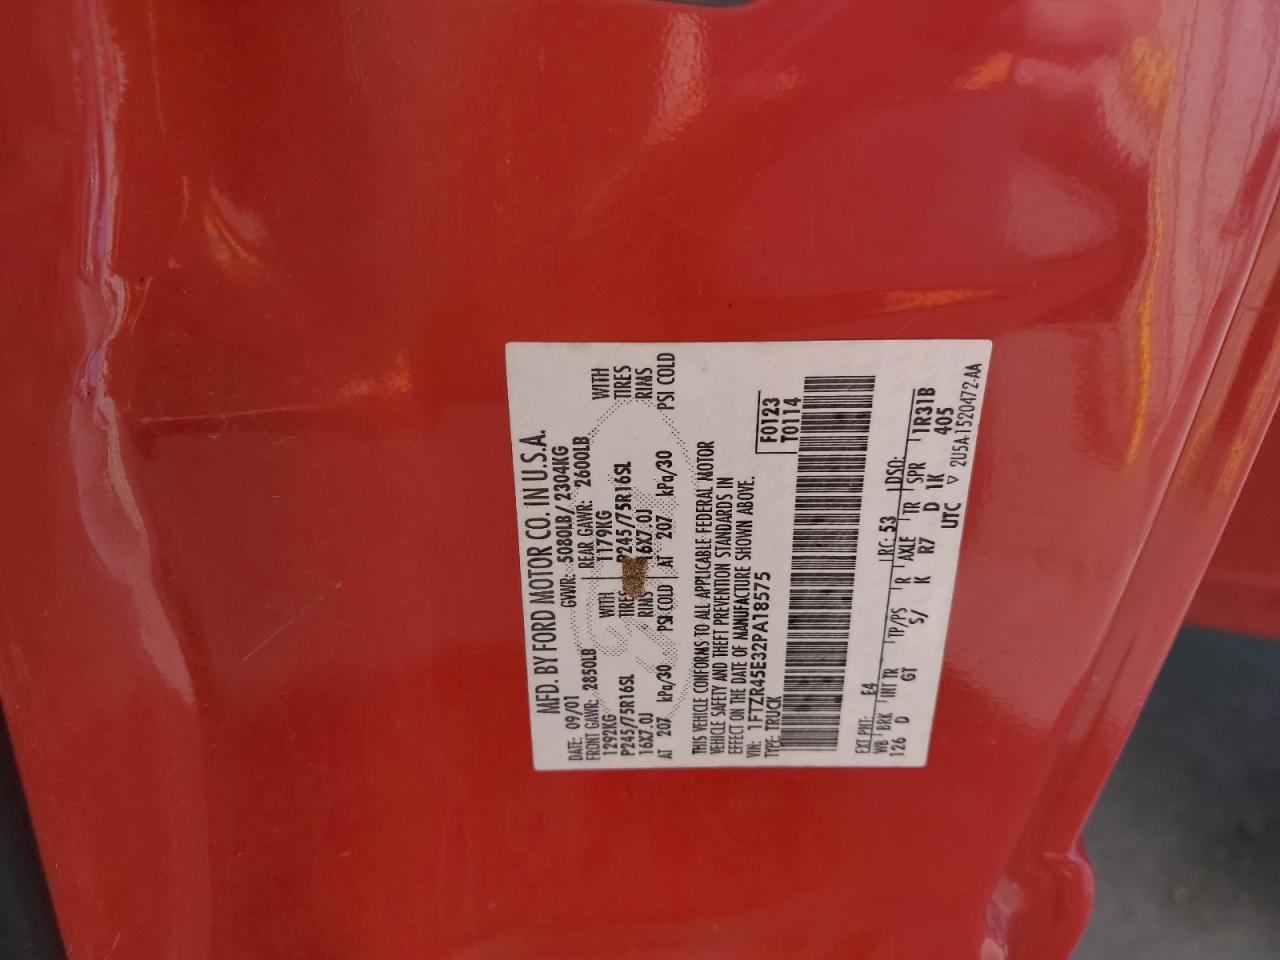 MFD. BY FORD MOTOR CO. IN U.S.A.
DATE: 09/01 GVWR: 5080LB/ 2304KG
FRONT GAWR: 2850LB REAR GAWR: 2600LB
1292KG WITH 1179KG WITH
P245/75R16SL TIRES P245/75R16SL TIRES
16X7.0J RIMS 16X7.0J RIMS
AT 207 kPa/30 PSI COLD AT 207 kPa/30 PSI COLD
THIS VEHICLE CONFORMS TO ALL APPLICABLE FEDERAL MOTOR
VEHICLE SAFETY AND THEFT PREVENTION STANDARDS IN
EFFECT ON THE DATE OF MANUFACTURE SHOWN ABOVE.
VIN: 1FTZR45E32PA18575
TYPE: TRUCK
F0123
T0114
EXT PNT: E4 RC: 53 DSO:
WB BRK INT TR TP/PS R AXLE TR SPR 1R31B
126 D GT S/ K R7 D 1K 405
UTC ▽ 2U5A-1520472-AA